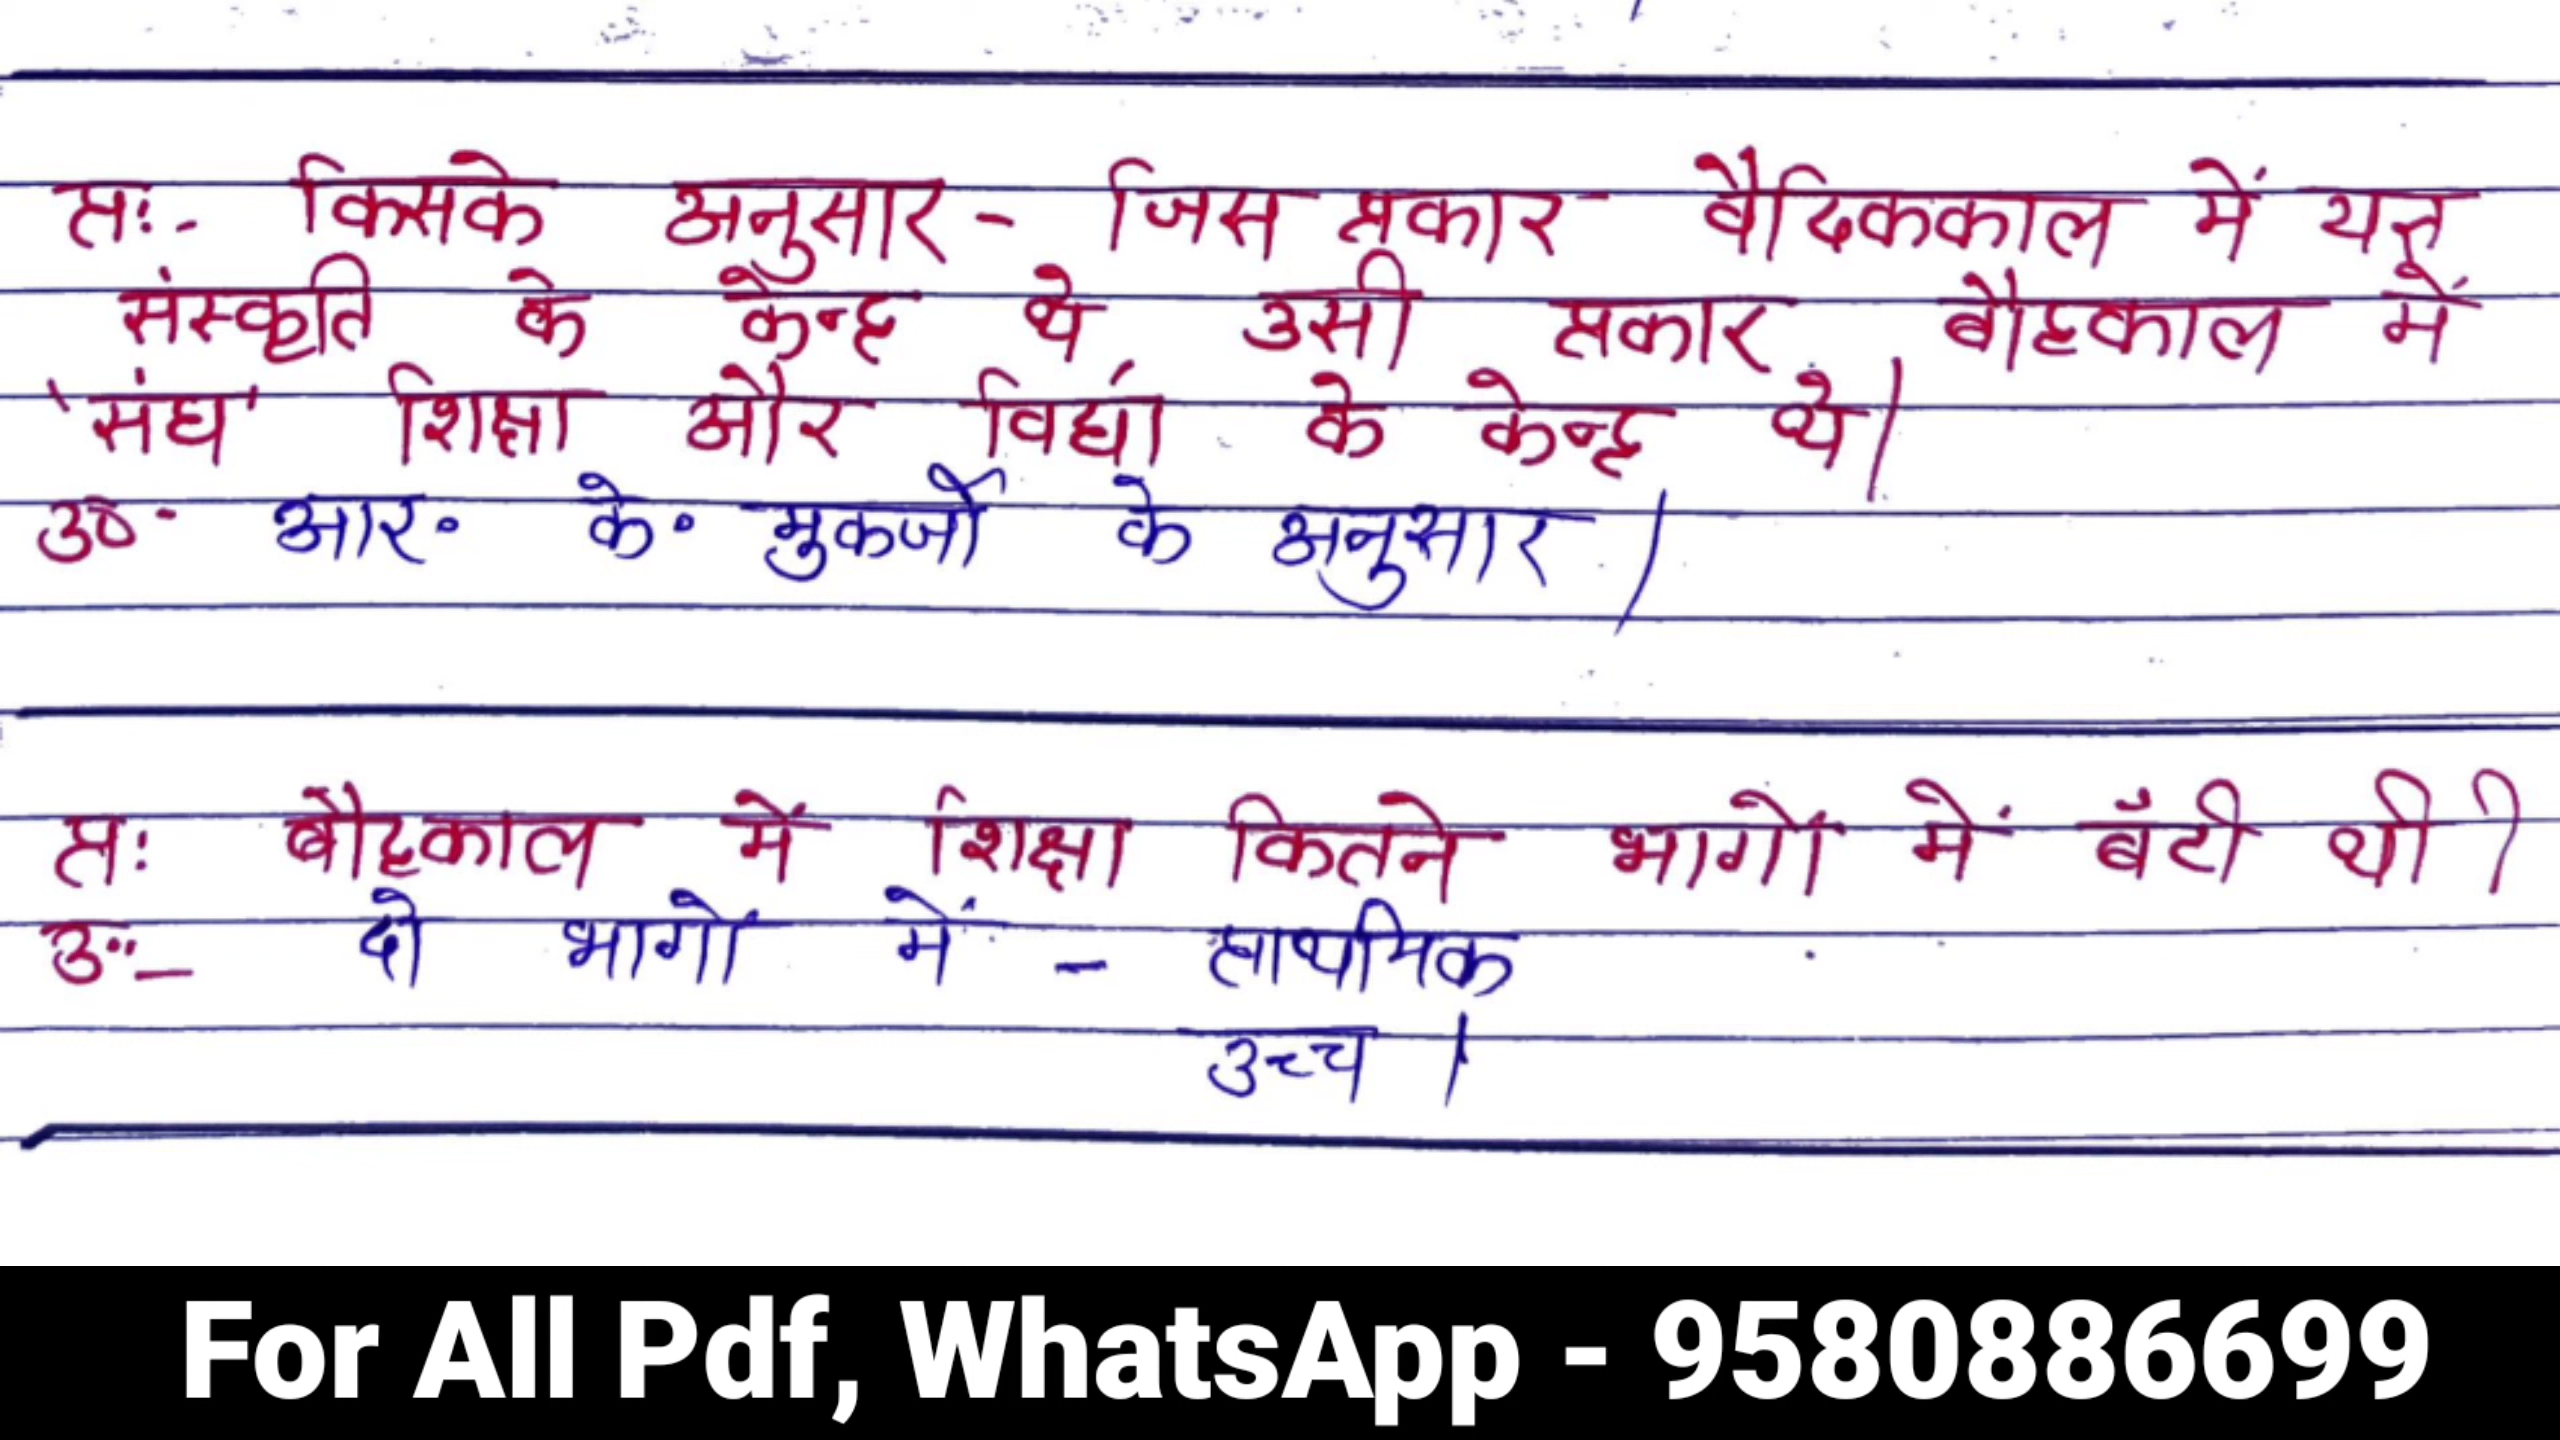 प्र:- किसके अनुसार - जिस प्रकार वैदिककाल में यज्ञ
संस्कृति के केन्द्र थे उसी प्रकार बौद्धकाल में
'संघ' शिक्षा और विद्या के केन्द्र थे।
उ०- आर० के० मुकर्जी के अनुसार।
प्र: बौद्धकाल में शिक्षा कितने भागों में बँटी थी।
उ:- दो भागों में - प्राथमिक
उच्च।
For All Pdf, WhatsApp - 9580886699